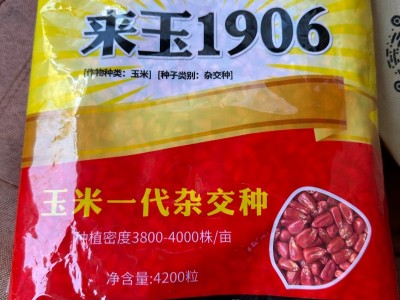 来玉1906
[作物种类：玉米] [种子类别：杂交种]
玉米一代杂交种
种植密度3800-4000株/亩
净含量:4200粒